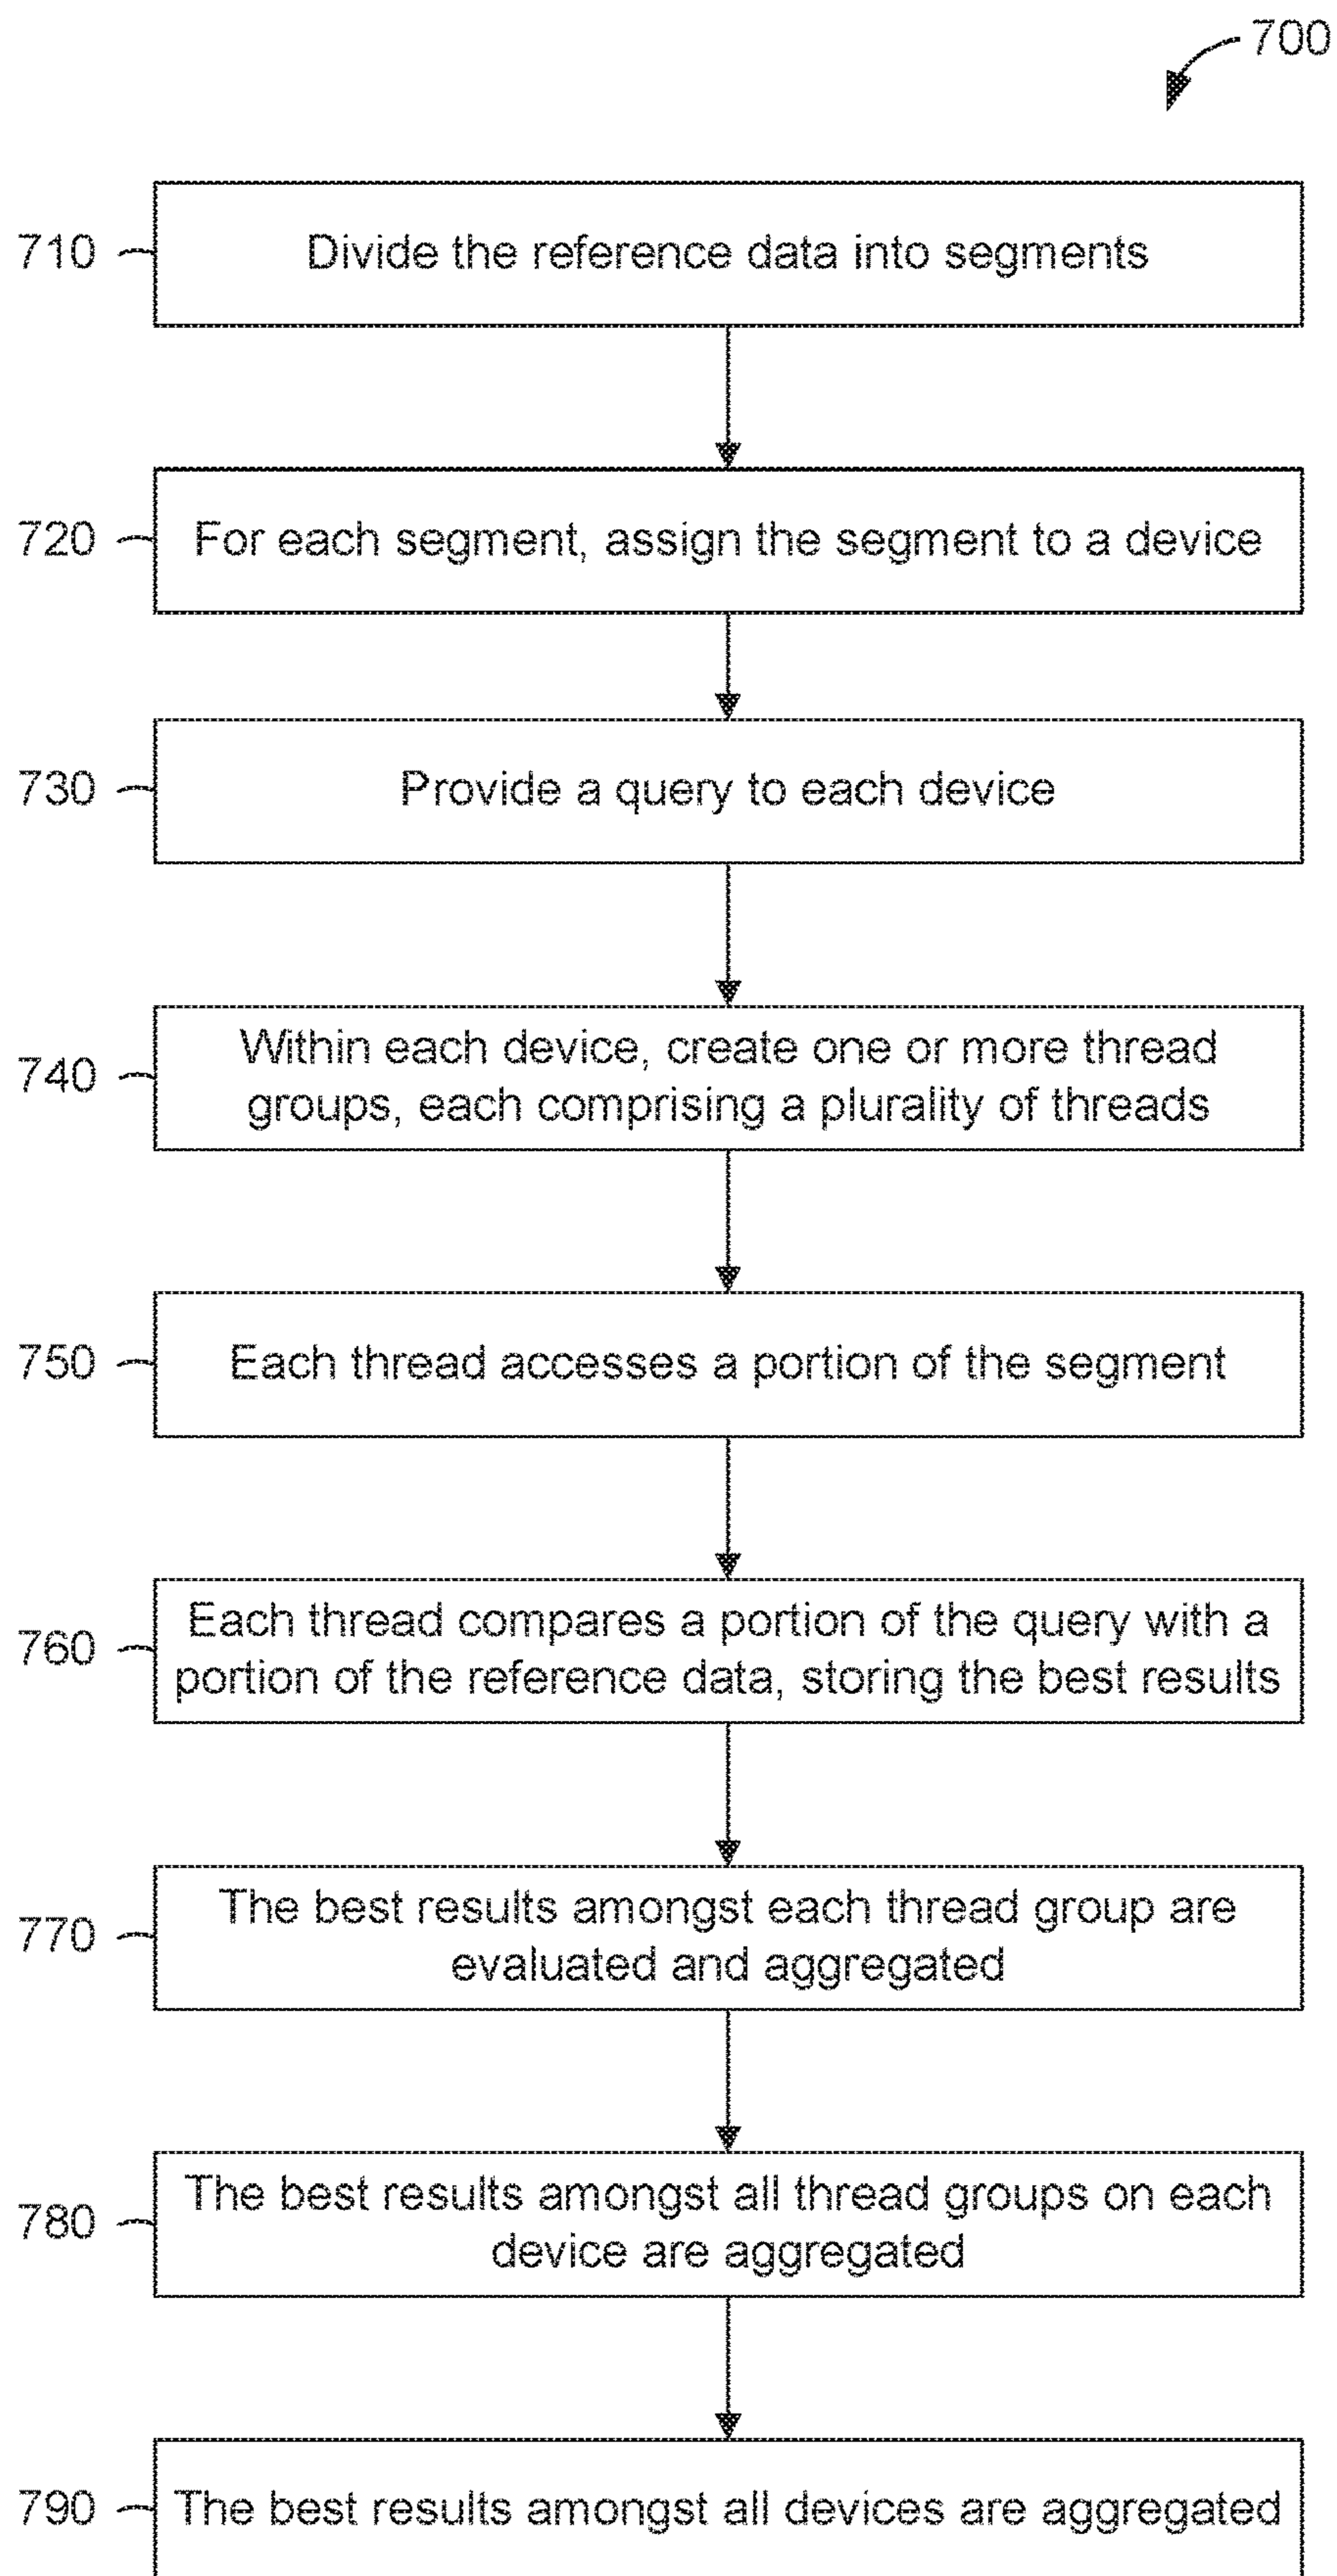 700
710
Divide the reference data into segments
720
For each segment, assign the segment to a device
730
Provide a query to each device
740
Within each device, create one or more thread
groups, each comprising a plurality of threads
750
Each thread accesses a portion of the segment
760
Each thread compares a portion of the query with a
portion of the reference data, storing the best results
770
The best results amongst each thread group are
evaluated and aggregated
780
The best results amongst all thread groups on each
device are aggregated
790
The best results amongst all devices are aggregated